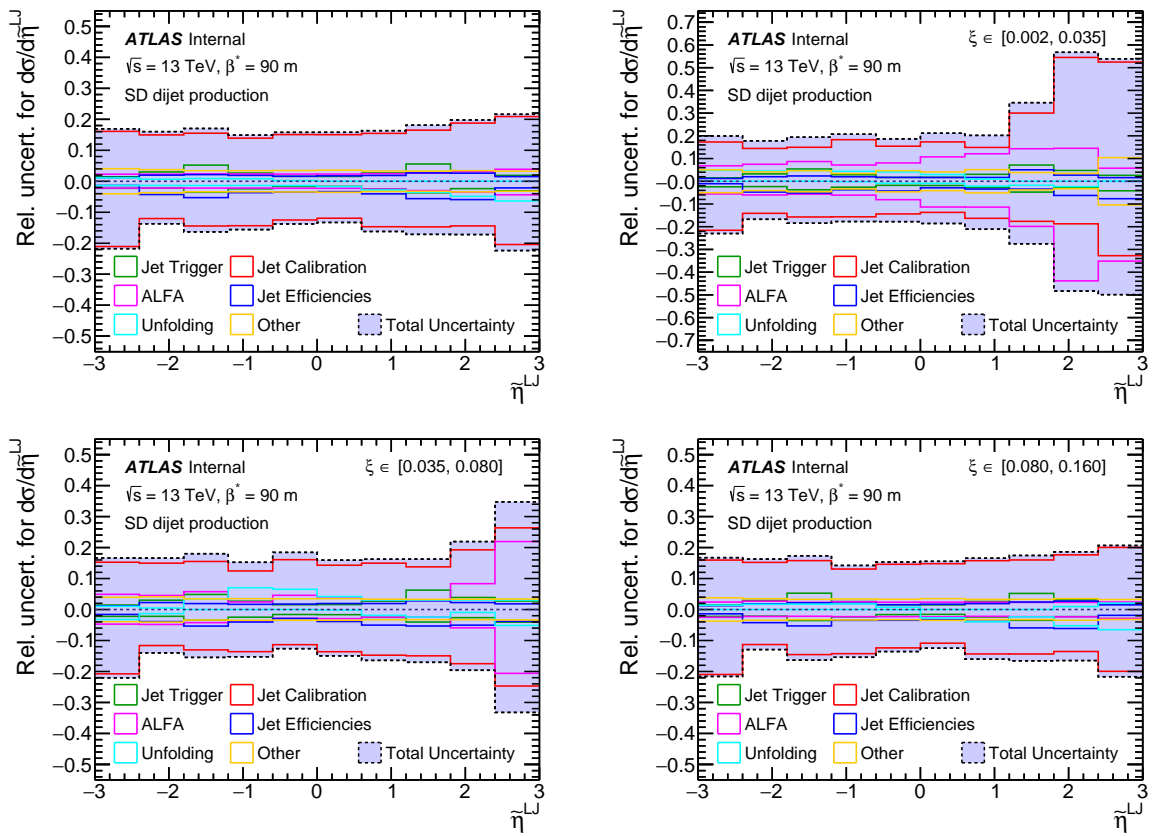 Rel. uncert. for dσ/dη̃^LJ
0.5
0.4
0.3
0.2
0.1
0.0
−0.1
−0.2
−0.3
−0.4
−0.5
ATLAS Internal
√s = 13 TeV, β* = 90 m
SD dijet production
Jet Trigger
Jet Calibration
ALFA
Jet Efficiencies
Unfolding
Other
Total Uncertainty
−3 −2 −1 0 1 2 3
η̃^LJ
Rel. uncert. for dσ/dη̃^LJ
0.7
0.6
0.5
0.4
0.3
0.2
0.1
0.0
−0.1
−0.2
−0.3
−0.4
−0.5
−0.6
−0.7
ATLAS Internal
ξ ∈ [0.002, 0.035]
√s = 13 TeV, β* = 90 m
SD dijet production
Jet Trigger
Jet Calibration
ALFA
Jet Efficiencies
Unfolding
Other
Total Uncertainty
−3 −2 −1 0 1 2 3
η̃^LJ
Rel. uncert. for dσ/dη̃^LJ
0.5
0.4
0.3
0.2
0.1
0.0
−0.1
−0.2
−0.3
−0.4
−0.5
ATLAS Internal
ξ ∈ [0.035, 0.080]
√s = 13 TeV, β* = 90 m
SD dijet production
Jet Trigger
Jet Calibration
ALFA
Jet Efficiencies
Unfolding
Other
Total Uncertainty
−3 −2 −1 0 1 2 3
η̃^LJ
Rel. uncert. for dσ/dη̃^LJ
0.5
0.4
0.3
0.2
0.1
0.0
−0.1
−0.2
−0.3
−0.4
−0.5
ATLAS Internal
ξ ∈ [0.080, 0.160]
√s = 13 TeV, β* = 90 m
SD dijet production
Jet Trigger
Jet Calibration
ALFA
Jet Efficiencies
Unfolding
Other
Total Uncertainty
−3 −2 −1 0 1 2 3
η̃^LJ